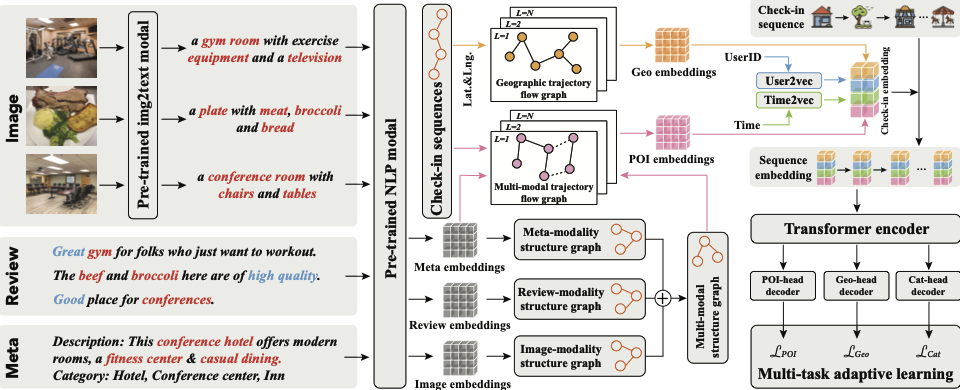 Image
Pre-trained img2text modal
a gym room with exercise
equipment and a television
a plate with meat, broccoli
and bread
a conference room with
chairs and tables
Review
Great gym for folks who just want to workout.
The beef and broccoli here are of high quality.
Good place for conferences.
Meta
Description: This conference hotel offers modern
rooms, a fitness center & casual dining.
Category: Hotel, Conference center, Inn
Pre-trained NLP modal
Check-in sequences
Lat.&Lng.
L=N
L=2
L=1
Geographic trajectory
flow graph
L=N
L=2
L=1
Multi-modal trajectory
flow graph
Meta embeddings
Meta-modality
structure graph
Review embeddings
Review-modality
structure graph
Image embeddings
Image-modality
structure graph
Multi-modal
structure graph
Geo embeddings
POI embeddings
UserID
User2vec
Time2vec
Time
Check-in embedding
Check-in
sequence
...
Sequence
embedding
...
Transformer encoder
POI-head
decoder
Geo-head
decoder
Cat-head
decoder
ℒPOI
ℒGeo
ℒCat
Multi-task adaptive learning